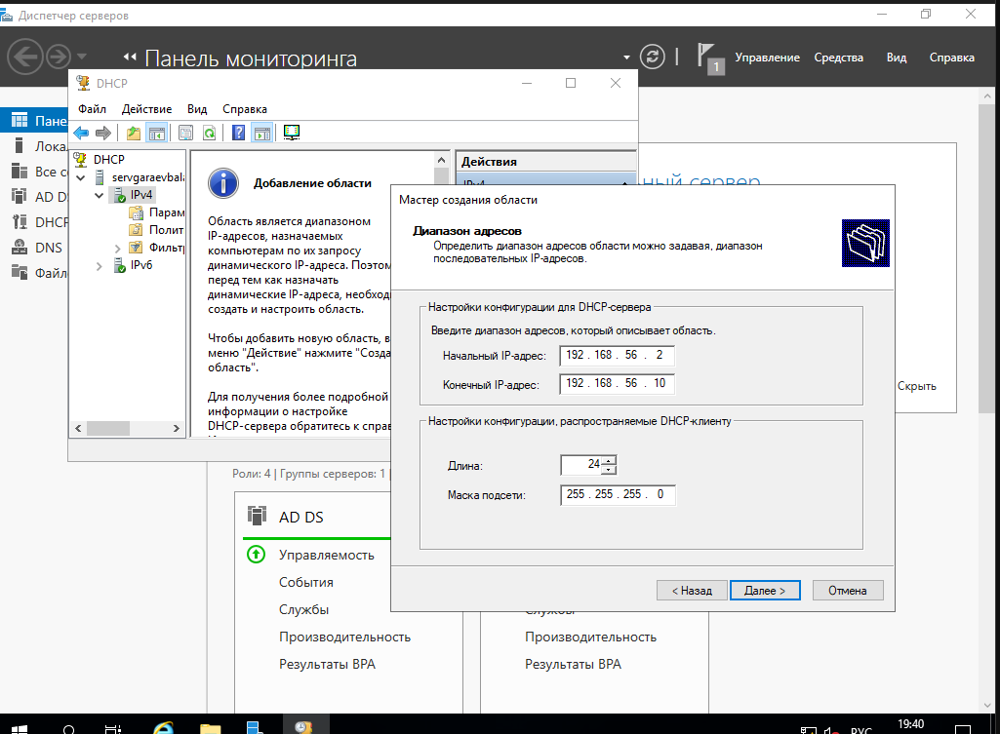 Диспетчер серверов
Панель мониторинга
1
Управление
Средства
Вид
Справка
DHCP
Файл
Действие
Вид
Справка
DHCP
servgaraevbala
IPv4
Парам
Полит
Фильтр
IPv6
Добавление области
Область является диапазоном
IP-адресов, назначаемых
компьютерам по их запросу
динамического IP-адреса. Поэтом
перед тем как назначать
динамические IP-адреса, необход
создать и настроить область.
Чтобы добавить новую область, в
меню "Действие" нажмите "Созда
область".
Для получения более подробной
информации о настройке
DHCP-сервера обратитесь к справ
Действия
IPv4
Пане
Лока
Все с
AD D
DHCP
DNS
Файл
ный сервер
Скрыть
Мастер создания области
Диапазон адресов
Определить диапазон адресов области можно задавая, диапазон
последовательных IP-адресов.
Настройки конфигурации для DHCP-сервера
Введите диапазон адресов, который описывает область.
Начальный IP-адрес: 192 . 168 . 56 . 2
Конечный IP-адрес: 192 . 168 . 56 . 10
Настройки конфигурации, распространяемые DHCP-клиенту
Длина: 24
Маска подсети: 255 . 255 . 255 . 0
< Назад
Далее >
Отмена
Роли: 4 | Группы серверов: 1 |
AD DS
Управляемость
События
Службы
Производительность
Результаты BPA
Службы
Производительность
Результаты BPA
РУС
19:40